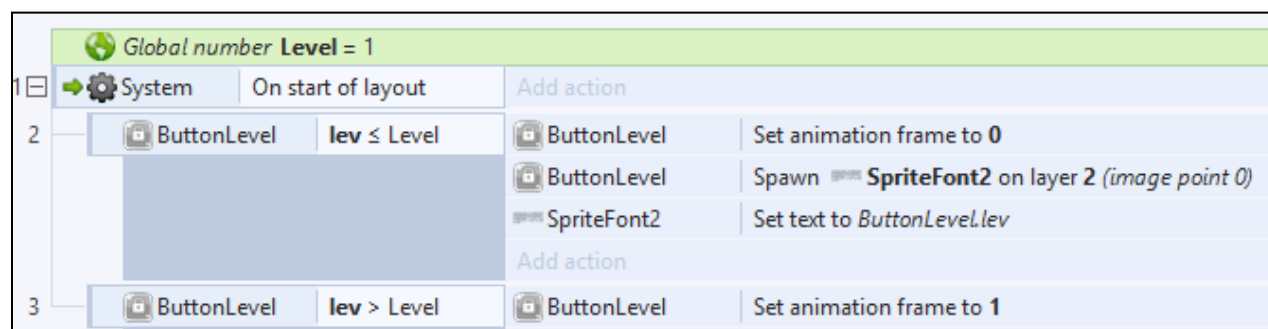 Global number Level = 1
1 System On start of layout Add action
2 ButtonLevel lev ≤ Level ButtonLevel Set animation frame to 0
ButtonLevel Spawn SpriteFont2 on layer 2 (image point 0)
SpriteFont2 Set text to ButtonLevel.lev
Add action
3 ButtonLevel lev > Level ButtonLevel Set animation frame to 1